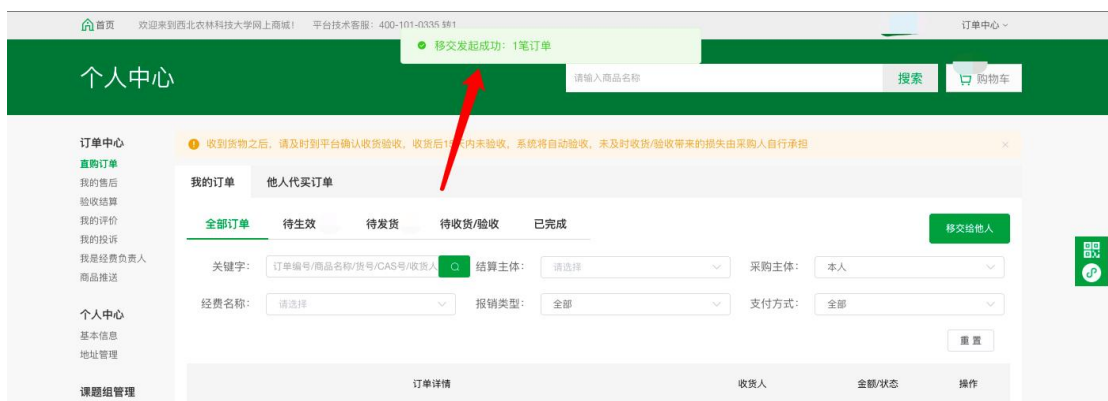 首页 欢迎来到西北农林科技大学网上商城! 平台技术客服: 400-101-0335 转1 订单中心
移交发起成功: 1笔订单
个人中心 请输入商品名称 搜索 购物车
订单中心 收到货物之后, 请及时到平台确认收货验收, 收货后15天内未验收, 系统将自动验收, 未及时收货/验收带来的损失由采购人自行承担
直购订单
我的售后 我的订单 他人代买订单
验收结算
我的评价 全部订单 待生效 待发货 待收货/验收 已完成 移交给他人
我的投诉
我是经费负责人 关键字: 订单编号/商品名称/货号/CAS号/收货人 结算主体: 请选择 采购主体: 本人
商品推送
经费名称: 请选择 报销类型: 全部 支付方式: 全部
个人中心
基本信息 重置
地址管理
课题组管理 订单详情 收货人 金额/状态 操作